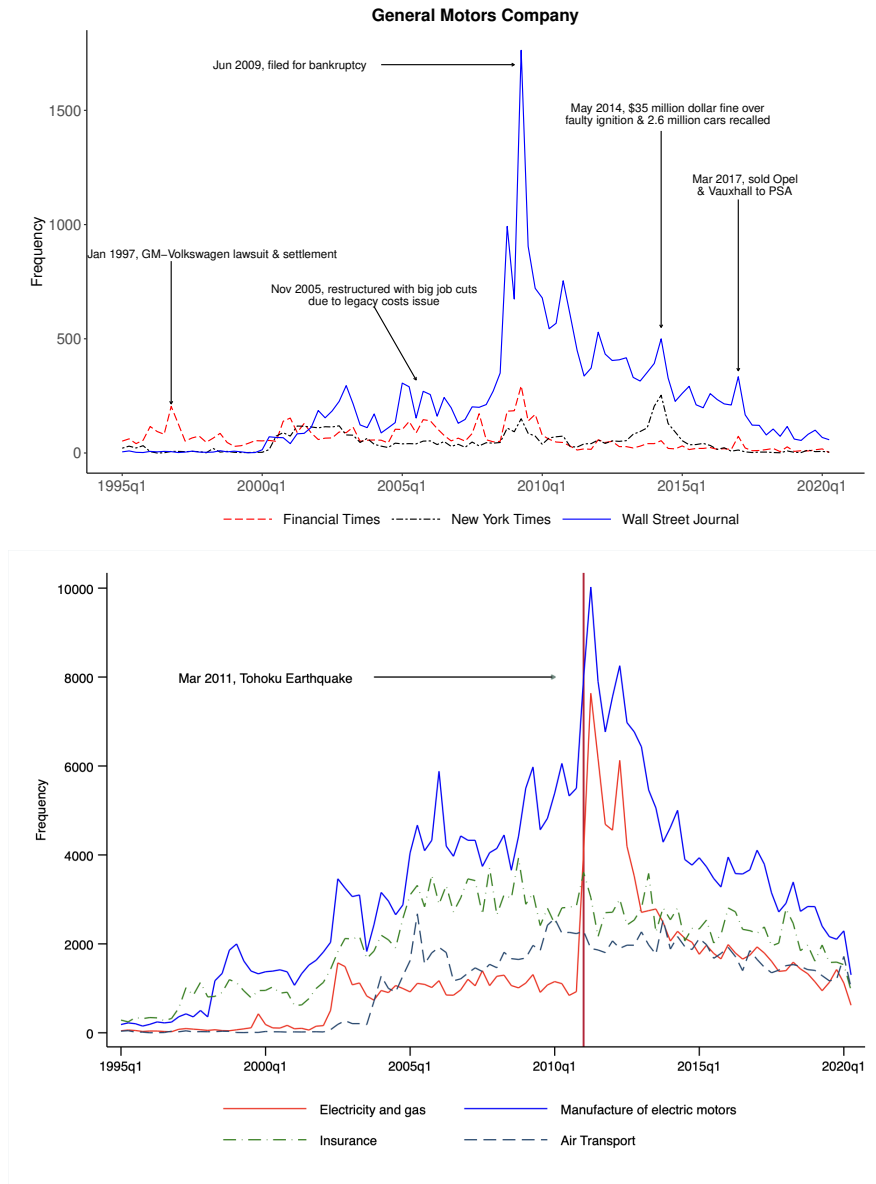 General Motors Company
Jun 2009, filed for bankruptcy
May 2014, $35 million dollar fine over
faulty ignition & 2.6 million cars recalled
Mar 2017, sold Opel
& Vauxhall to PSA
Jan 1997, GM−Volkswagen lawsuit & settlement
Nov 2005, restructured with big job cuts
due to legacy costs issue
Frequency
1500
1000
500
0
1995q1 2000q1 2005q1 2010q1 2015q1 2020q1
Financial Times New York Times Wall Street Journal
10000
8000
6000
4000
2000
0
Mar 2011, Tohoku Earthquake
Frequency
1995q1 2000q1 2005q1 2010q1 2015q1 2020q1
Electricity and gas Manufacture of electric motors
Insurance Air Transport